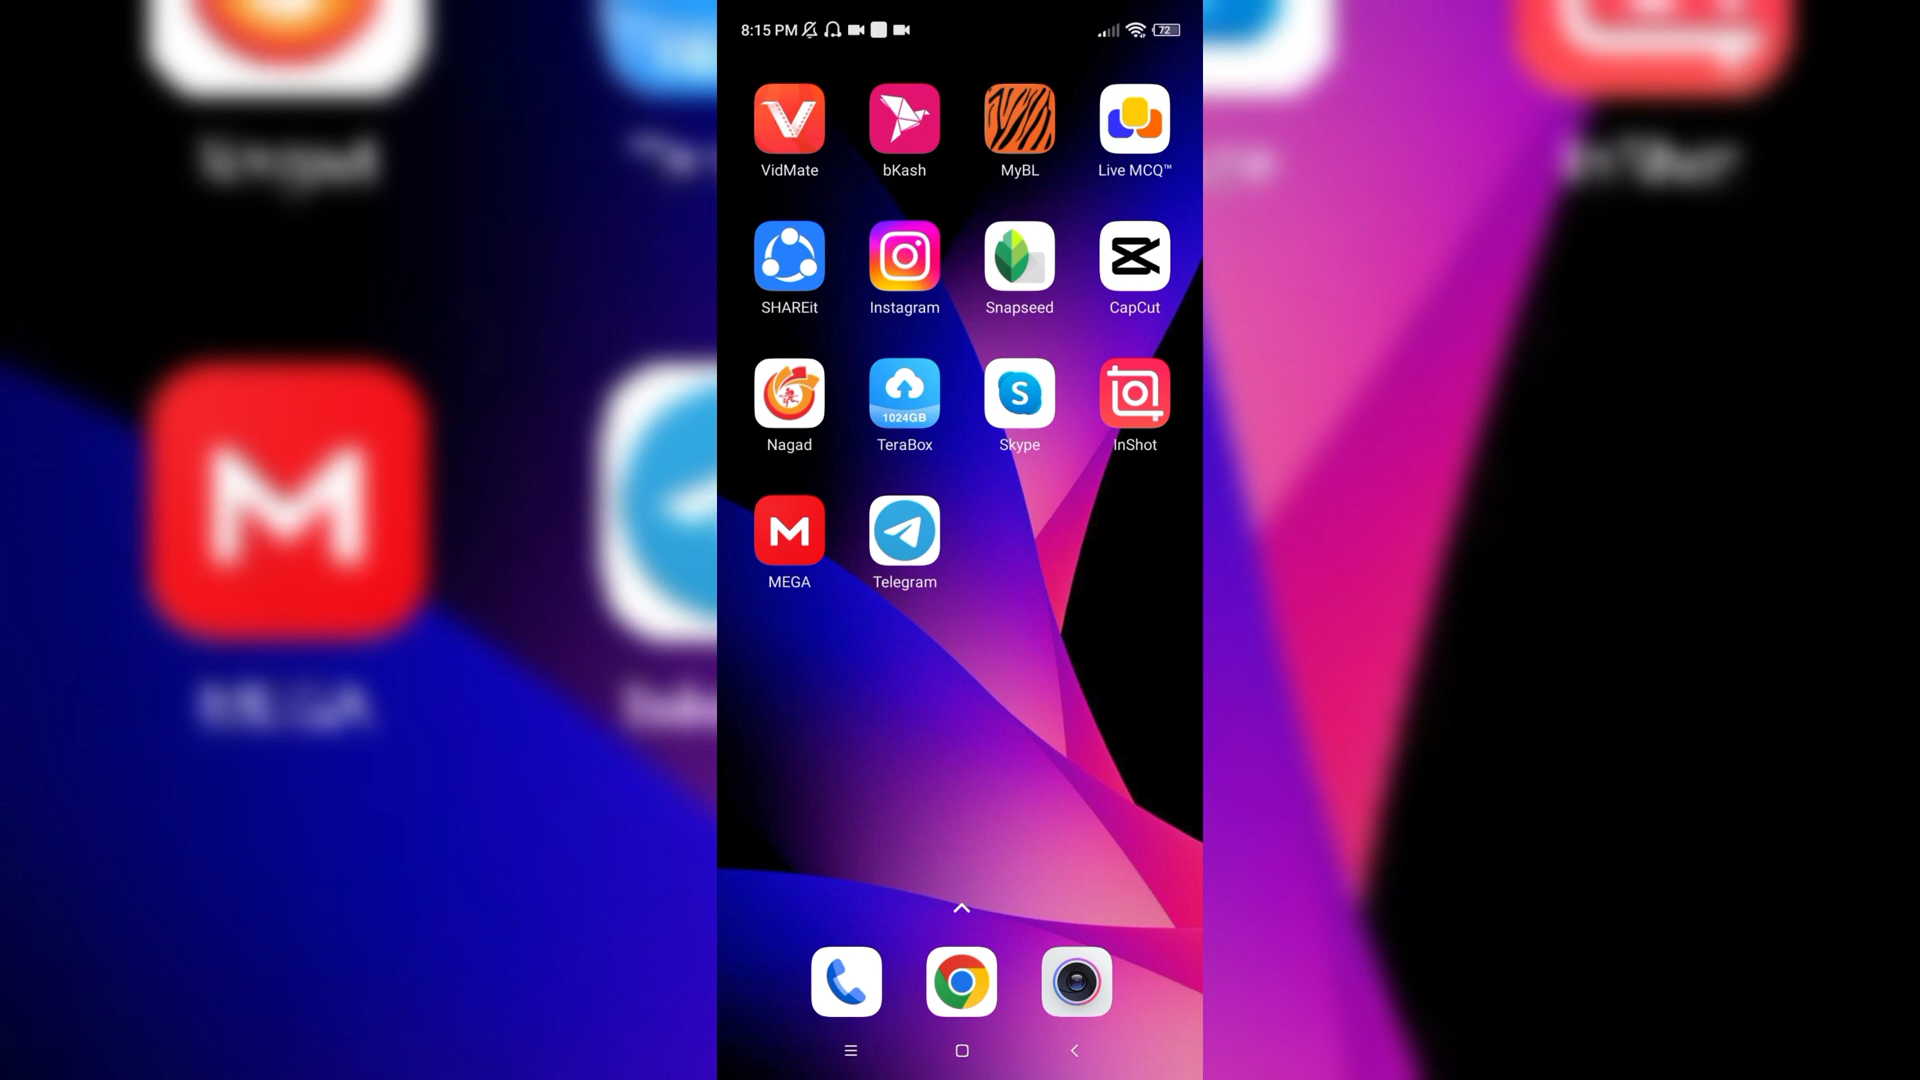 8:15 PM
72
VidMate
bKash
MyBL
Live MCQ™
SHAREit
Instagram
Snapseed
CapCut
1024GB
Nagad
TeraBox
Skype
InShot
MEGA
Telegram
MEGA